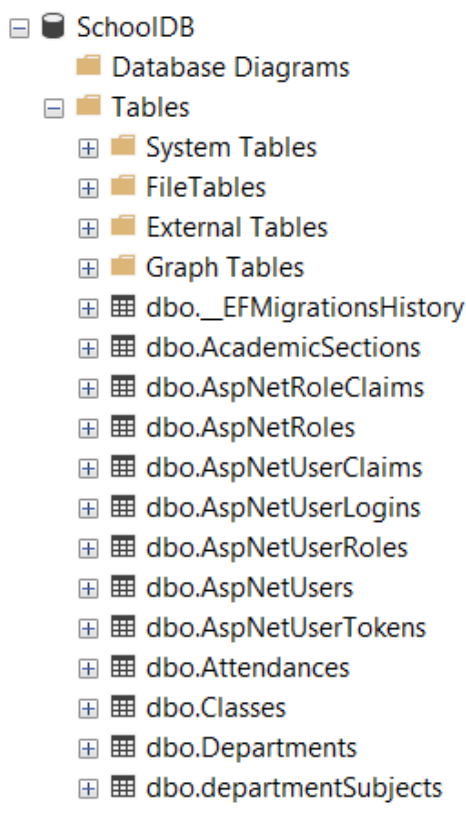 SchoolDB
Database Diagrams
Tables
System Tables
FileTables
External Tables
Graph Tables
dbo.__EFMigrationsHistory
dbo.AcademicSections
dbo.AspNetRoleClaims
dbo.AspNetRoles
dbo.AspNetUserClaims
dbo.AspNetUserLogins
dbo.AspNetUserRoles
dbo.AspNetUsers
dbo.AspNetUserTokens
dbo.Attendances
dbo.Classes
dbo.Departments
dbo.departmentSubjects